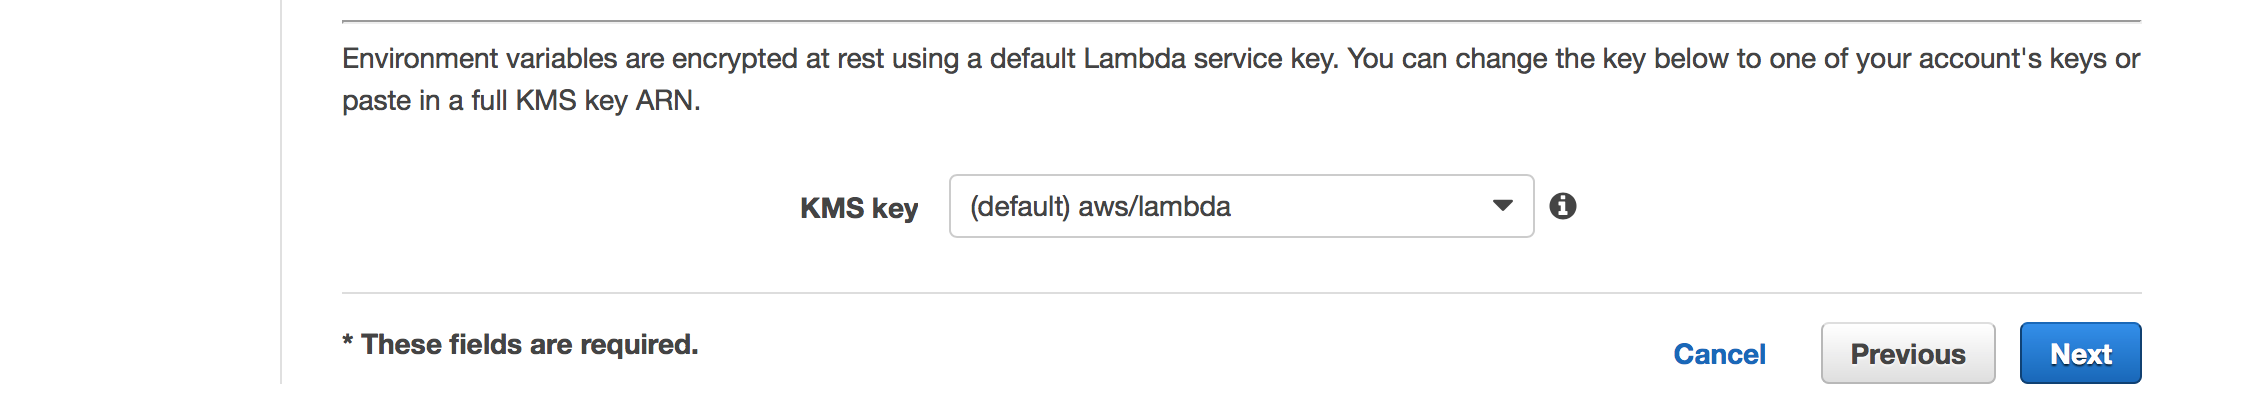 Environment variables are encrypted at rest using a default Lambda service key. You can change the key below to one of your account's keys or
paste in a full KMS key ARN.
KMS key (default) aws/lambda
* These fields are required.
Cancel Previous Next